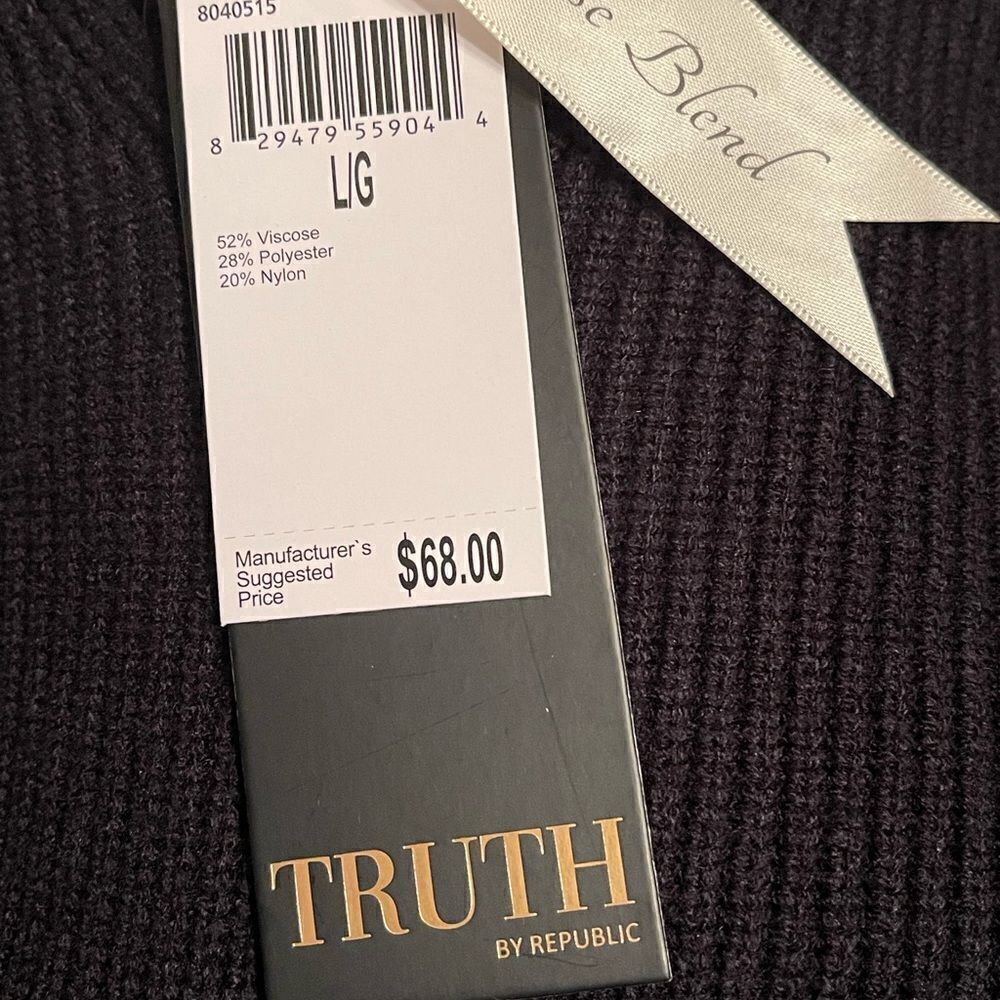 8040515
8 29479 55904 4
L/G
52% Viscose
28% Polyester
20% Nylon
Manufacturer`s
Suggested
Price
$68.00
TRUTH
BY REPUBLIC
Blend